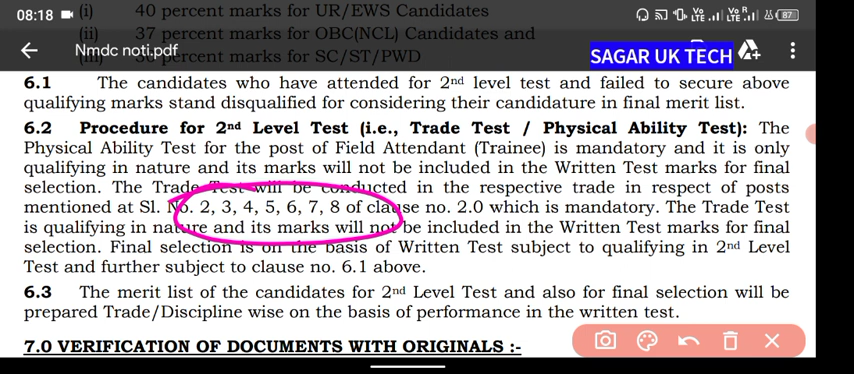 08:18
Vo LTE Vo R LTE 87
(i) 40 percent marks for UR/EWS Candidates
(ii) 37 percent marks for OBC(NCL) Candidates and
Nmdc noti.pdf
percent marks for SC/ST/PWD
SAGAR UK TECH
6.1 The candidates who have attended for 2nd level test and failed to secure above
qualifying marks stand disqualified for considering their candidature in final merit list.
6.2 Procedure for 2nd Level Test (i.e., Trade Test / Physical Ability Test): The
Physical Ability Test for the post of Field Attendant (Trainee) is mandatory and it is only
qualifying in nature and its marks will not be included in the Written Test marks for final
selection. The Trade Test will be conducted in the respective trade in respect of posts
mentioned at Sl. No. 2, 3, 4, 5, 6, 7, 8 of clause no. 2.0 which is mandatory. The Trade Test
is qualifying in nature and its marks will not be included in the Written Test marks for final
selection. Final selection is on the basis of Written Test subject to qualifying in 2nd Level
Test and further subject to clause no. 6.1 above.
6.3 The merit list of the candidates for 2nd Level Test and also for final selection will be
prepared Trade/Discipline wise on the basis of performance in the written test.
7.0 VERIFICATION OF DOCUMENTS WITH ORIGINALS :-